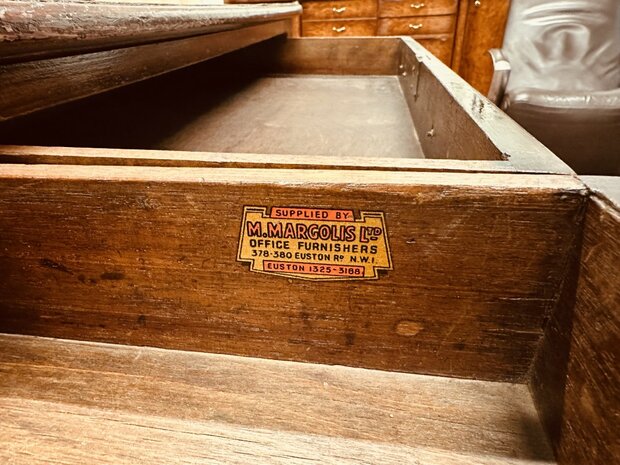 SUPPLIED BY
M. MARGOLIS LTD
OFFICE FURNISHERS
378-380 EUSTON RD N.W.1.
EUSTON 1325-3168